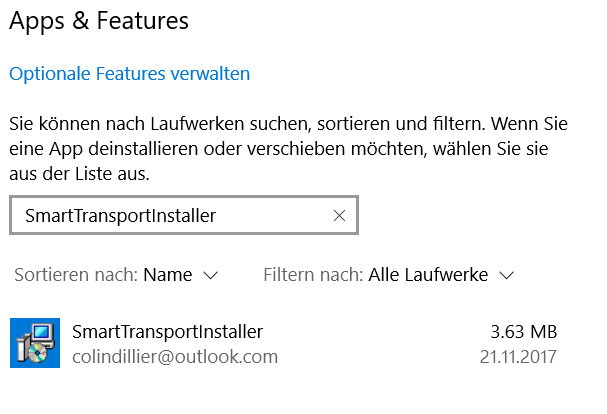 Apps & Features
Optionale Features verwalten
Sie können nach Laufwerken suchen, sortieren und filtern. Wenn Sie
eine App deinstallieren oder verschieben möchten, wählen Sie sie
aus der Liste aus.
SmartTransportInstaller
Sortieren nach: Name Filtern nach: Alle Laufwerke
SmartTransportInstaller 3.63 MB
colindillier@outlook.com 21.11.2017